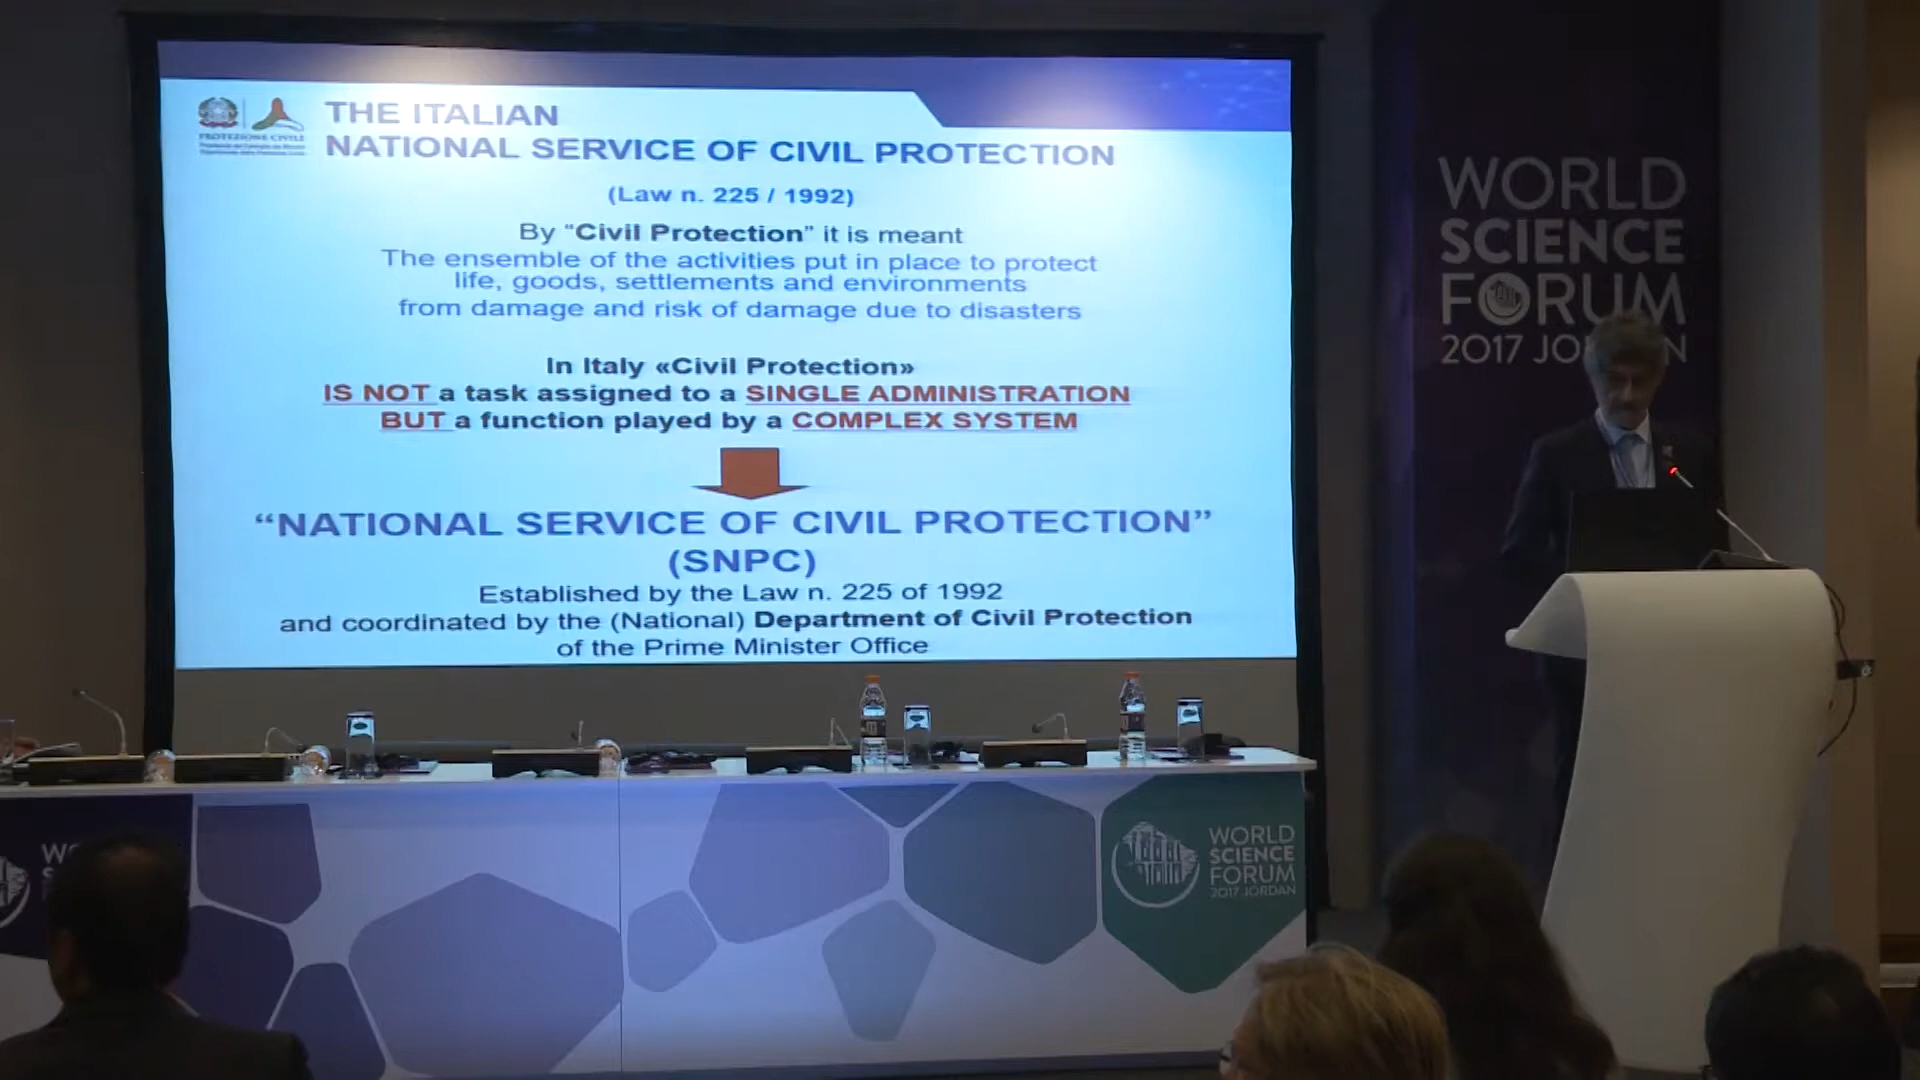 THE ITALIAN
NATIONAL SERVICE OF CIVIL PROTECTION
PROTEZIONE CIVILE
(Law n. 225 / 1992)
By “Civil Protection” it is meant
The ensemble of the activities put in place to protect
life, goods, settlements and environments
from damage and risk of damage due to disasters
In Italy «Civil Protection»
IS NOT a task assigned to a SINGLE ADMINISTRATION
BUT a function played by a COMPLEX SYSTEM
“NATIONAL SERVICE OF CIVIL PROTECTION”
(SNPC)
Established by the Law n. 225 of 1992
and coordinated by the (National) Department of Civil Protection
of the Prime Minister Office
WORLD
SCIENCE
FORUM
2017 JO N
WORLD
SCIENCE
FORUM
2017 JORDAN